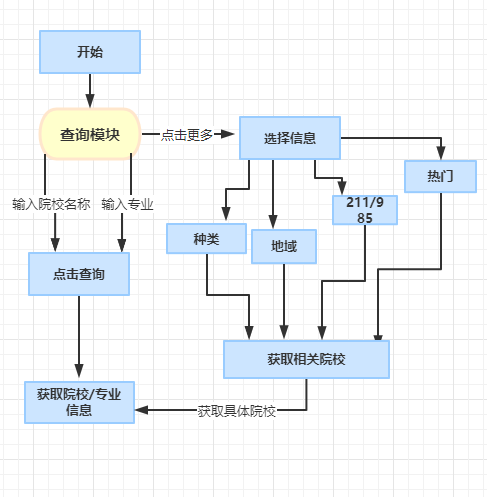 开始
查询模块
点击更多
选择信息
热门
输入院校名称
输入专业
211/9
85
种类
地域
点击查询
获取相关院校
获取院校/专业
信息
获取具体院校